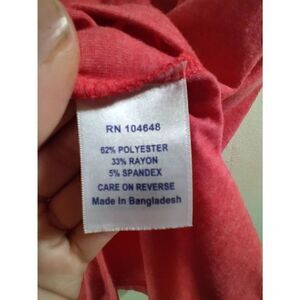 RN 104648
62% POLYESTER
33% RAYON
5% SPANDEX
CARE ON REVERSE
Made In Bangladesh